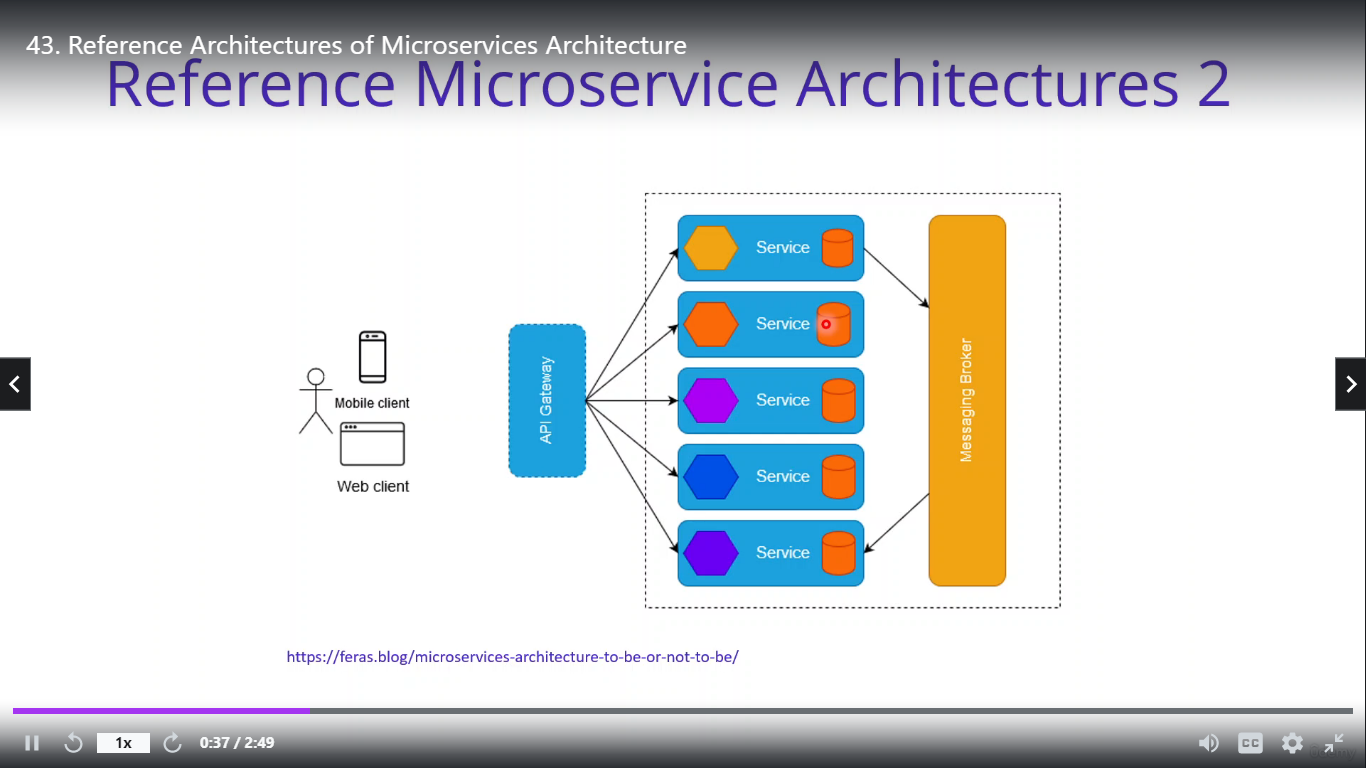 43. Reference Architectures of Microservices Architecture
Reference Microservice Architectures 2
Service
Service
Mobile client
API Gateway
Service
Messaging Broker
Web client
Service
Service
https://feras.blog/microservices-architecture-to-be-or-not-to-be/
1x
0:37 / 2:49
CC